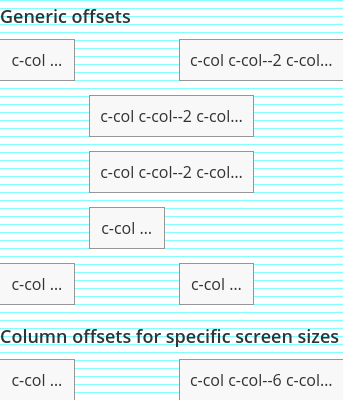 Generic offsets
c-col ... c-col c-col--2 c-col...
c-col c-col--2 c-col...
c-col c-col--2 c-col...
c-col ...
c-col ... c-col ...
Column offsets for specific screen sizes
c-col ... c-col c-col--6 c-col...